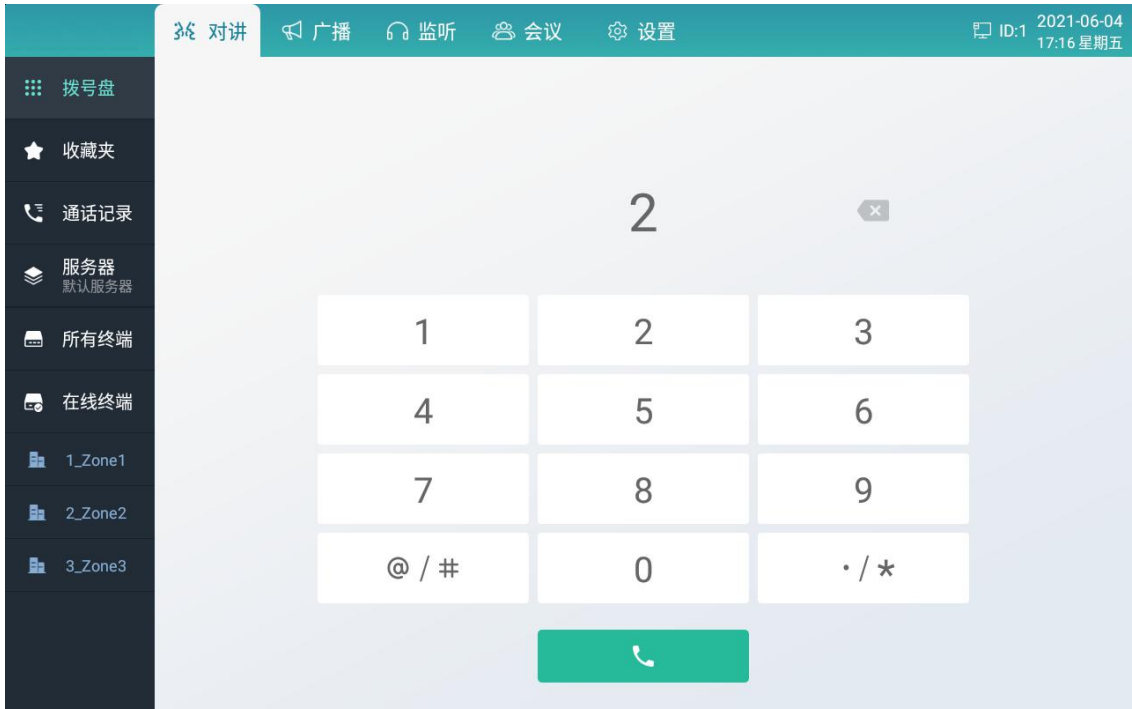 对讲 广播 监听 会议 设置 ID:1 2021-06-04
17:16 星期五
拨号盘
收藏夹
通话记录
服务器
默认服务器
所有终端
在线终端
1_Zone1
2_Zone2
3_Zone3
2
1 2 3
4 5 6
7 8 9
@ / # 0 · / *